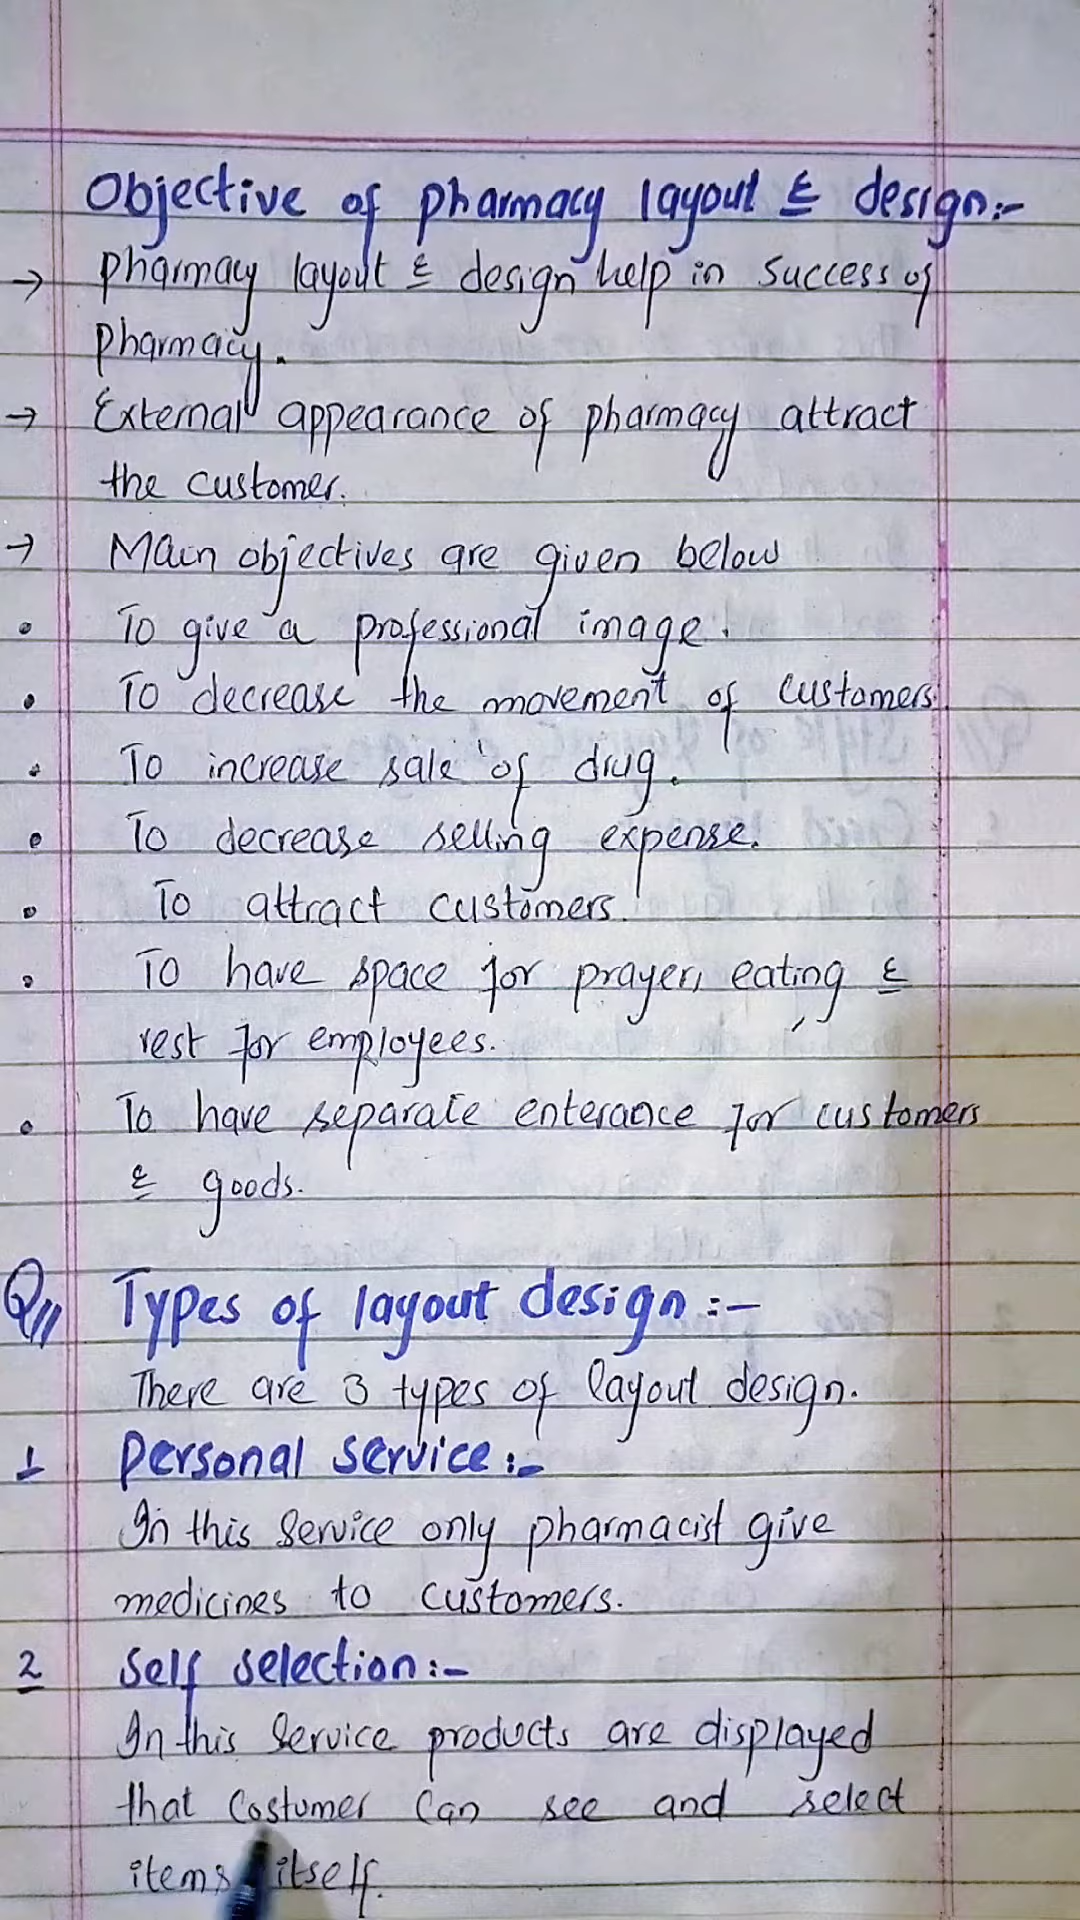 Objective of pharmacy layout & design:-
→ Pharmacy layout & design help in success of
pharmacy.
→ External appearance of pharmacy attract
the customer.
→ Main objectives are given below
• To give a professional image.
• To decrease the movement of customers.
• To increase sale of drug.
• To decrease selling expense.
• To attract customers.
• To have space for prayer, eating &
rest for employees.
• To have separate enterance for customers
& goods.
Q// Types of layout design:-
There are 3 types of layout design.
1 Personal service:-
In this service only pharmacist give
medicines to customers.
2 Self selection:-
In this service products are displayed
that costumer can see and select
items itself.